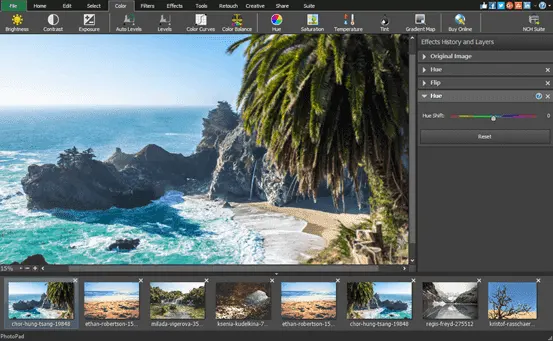 File Home Edit Select Color Filters Effects Tools Retouch Creative Share Suite
Brightness Contrast Exposure Auto Levels Levels Color Curves Color Balance Hue Saturation Temperature Tint Gradient Map Buy Online NCH Suite
Effects History and Layers
Original Image
Hue
Flip
Hue
Hue Shift: 0
Reset
15%
chor-hung-tsang-19848 ethan-robertson-15... milada-vigerova-35... ksenia-kudelkina-7... ethan-robertson-15... chor-hung-tsang-19848 regis-freyd-275512 kristof-rasschaer...
PhotoPad